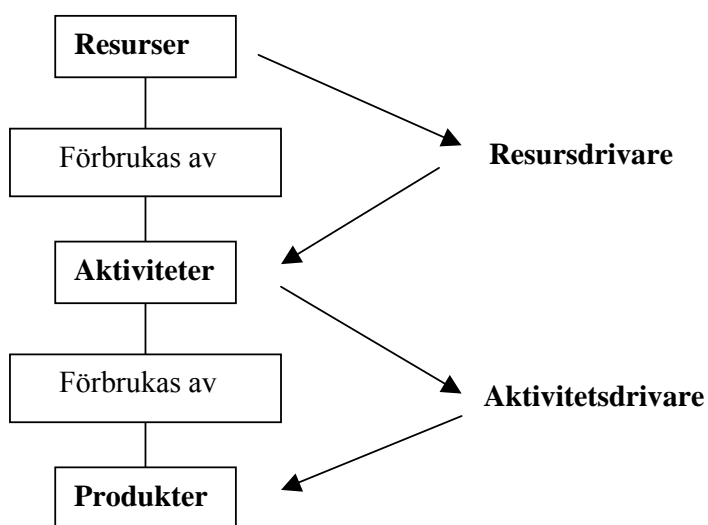 Resurser
Förbrukas av
Resursdrivare
Aktiviteter
Förbrukas av
Aktivitetsdrivare
Produkter